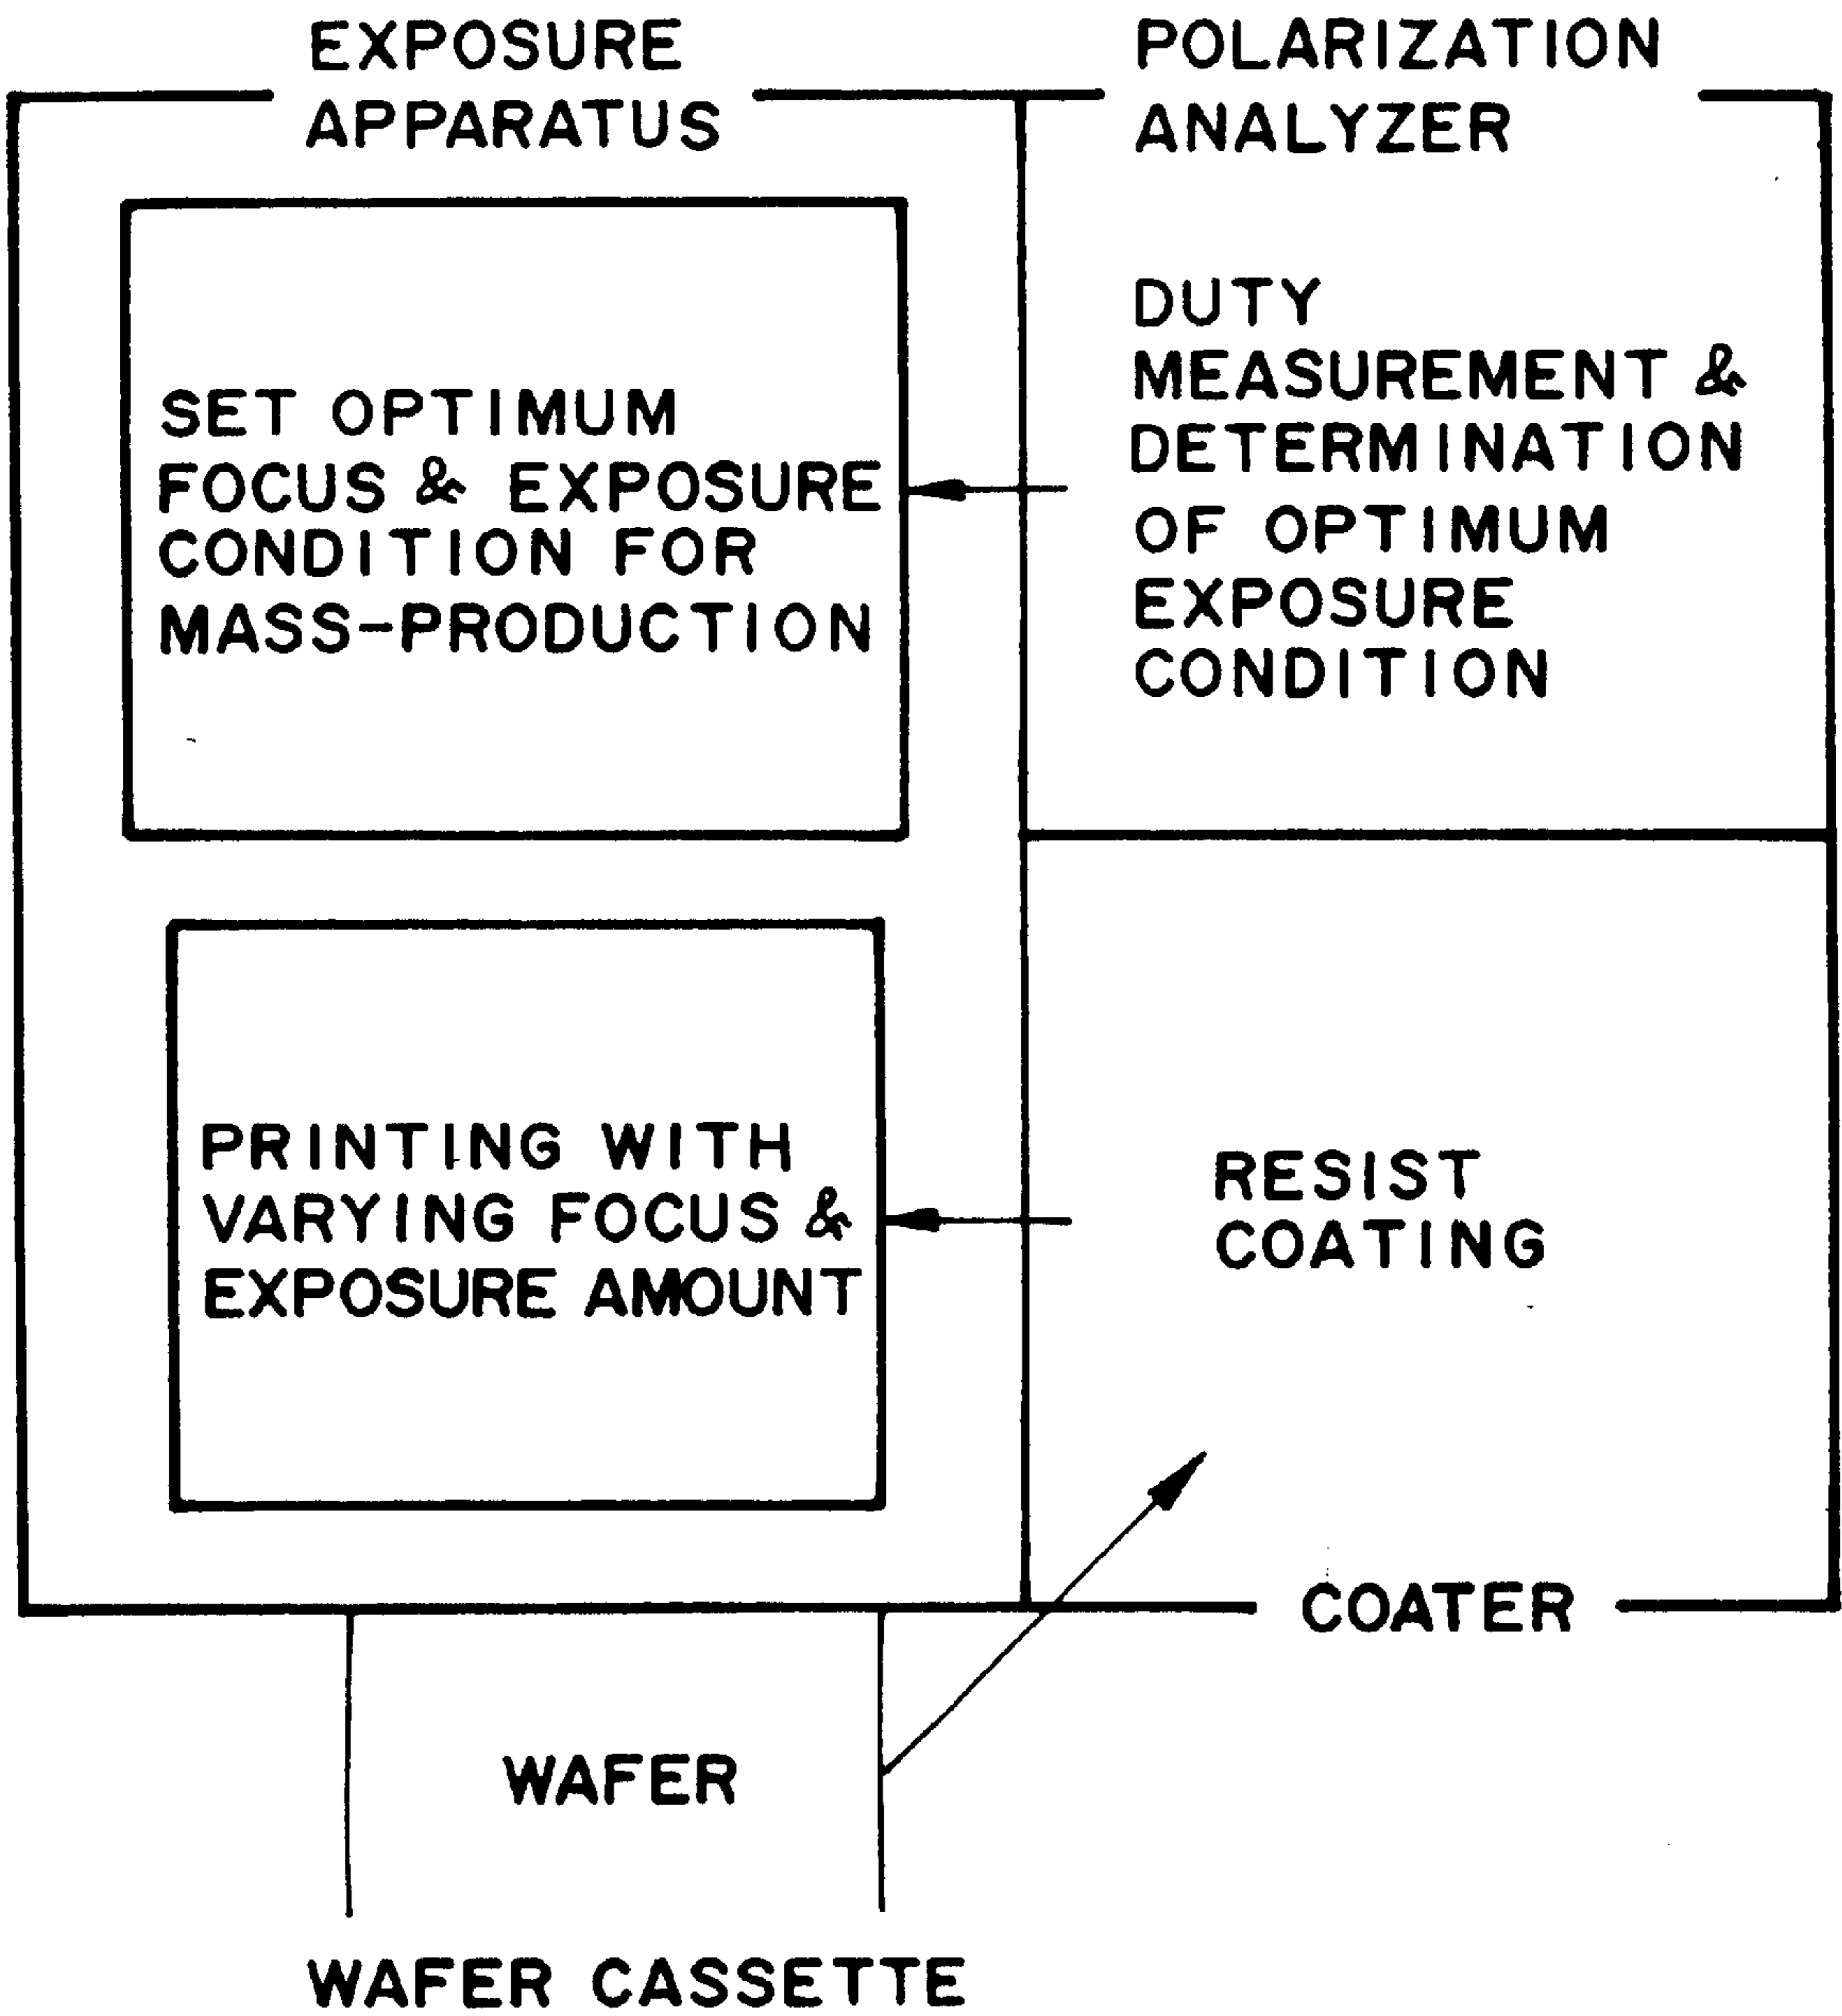 EXPOSURE
APPARATUS
POLARIZATION
ANALYZER
SET OPTIMUM
FOCUS & EXPOSURE
CONDITION FOR
MASS-PRODUCTION
DUTY
MEASUREMENT &
DETERMINATION
OF OPTIMUM
EXPOSURE
CONDITION
PRINTING WITH
VARYING FOCUS &
EXPOSURE AMOUNT
RESIST
COATING
COATER
WAFER
WAFER CASSETTE